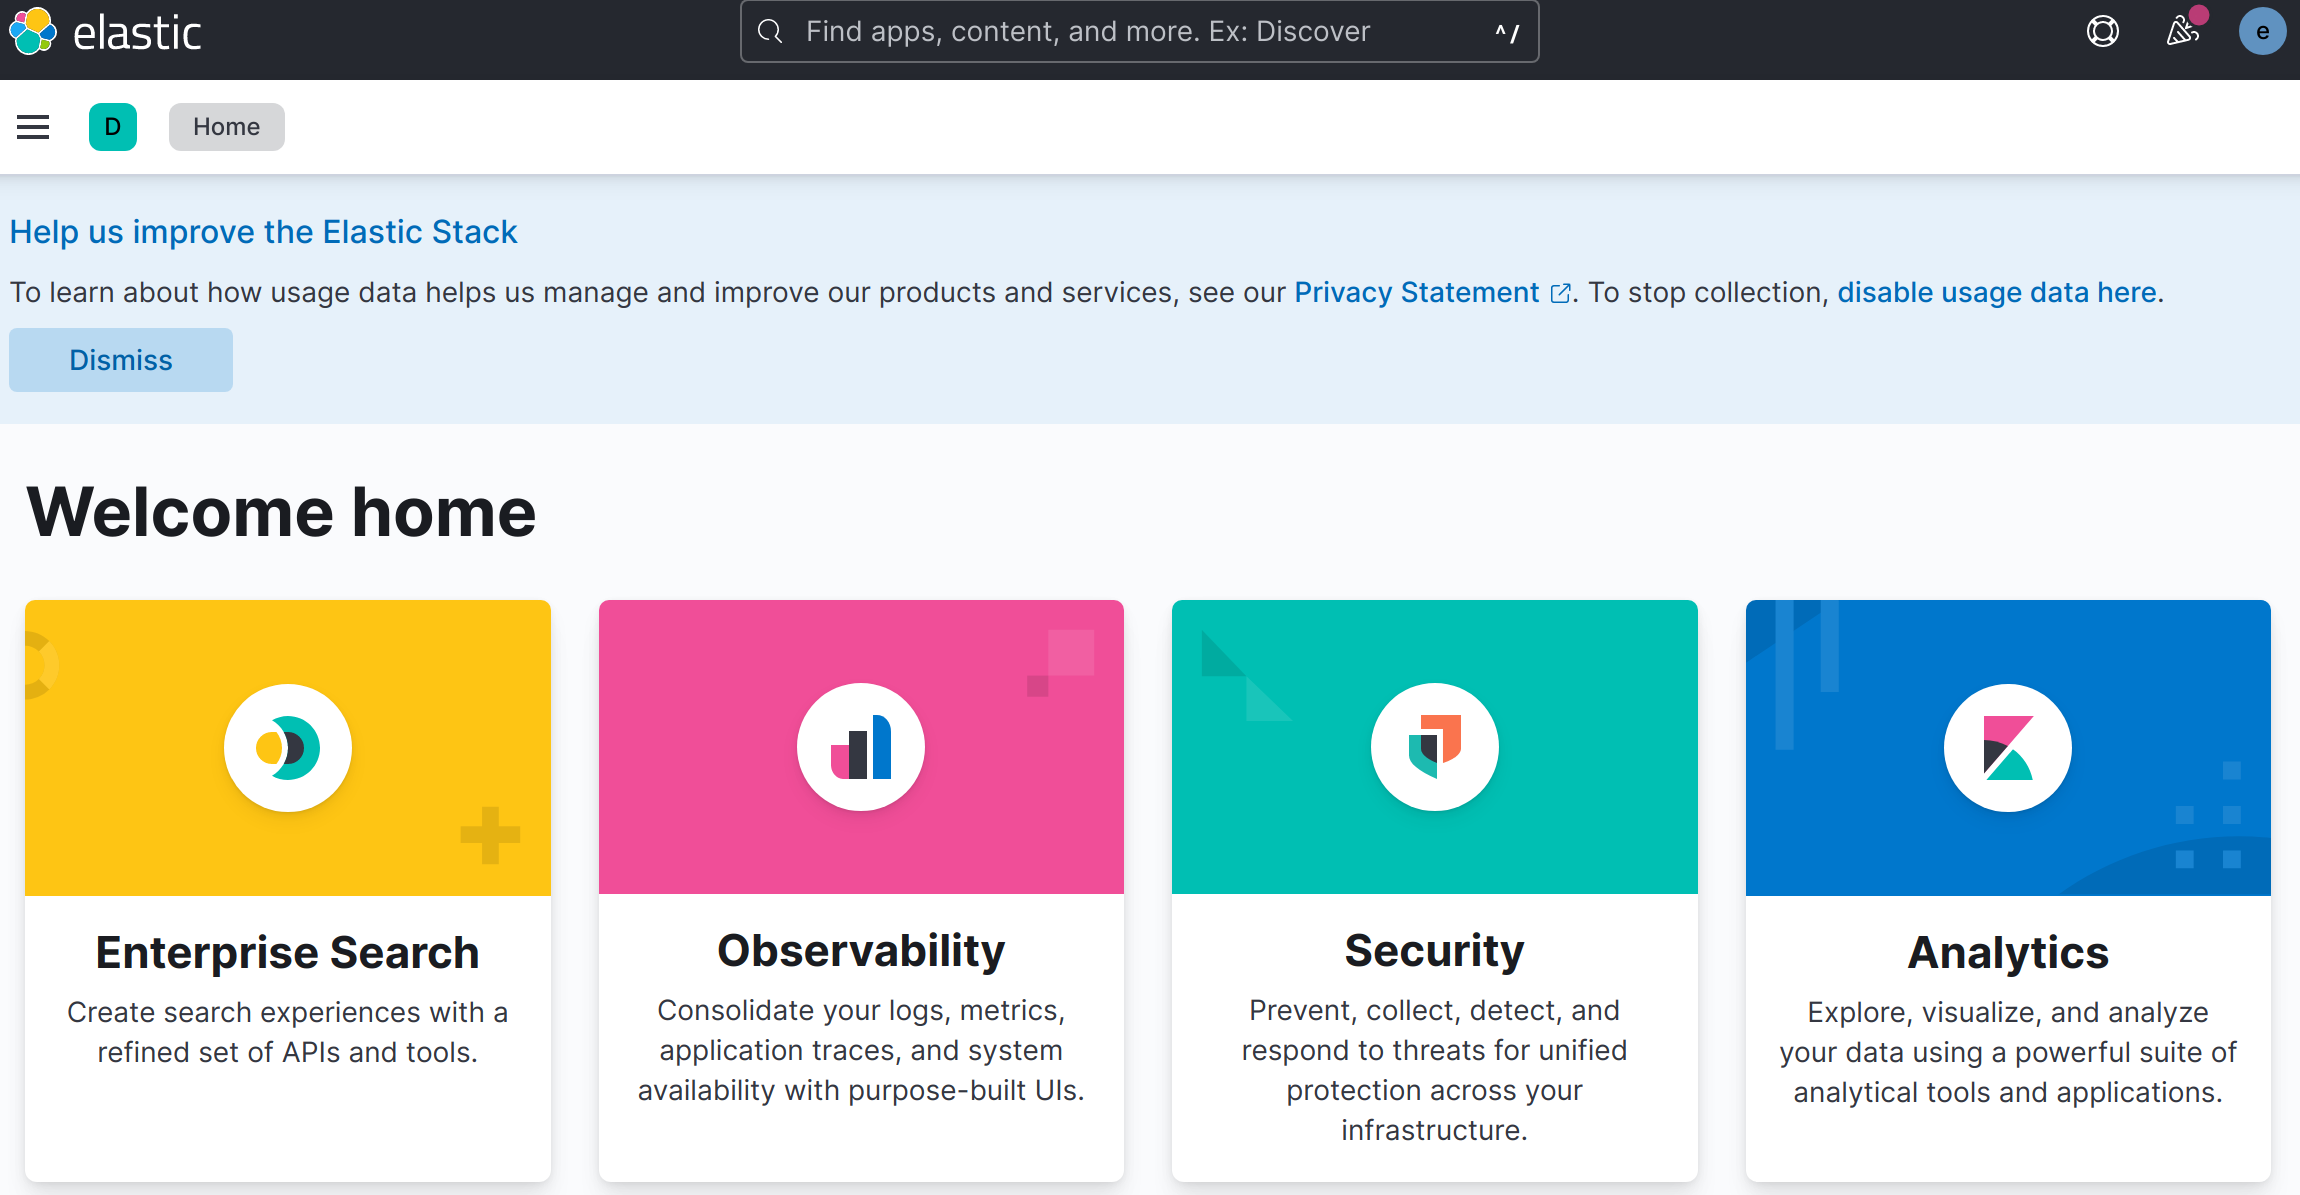 elastic
Find apps, content, and more. Ex: Discover ^/
e
D
Home
Help us improve the Elastic Stack
To learn about how usage data helps us manage and improve our products and services, see our Privacy Statement. To stop collection, disable usage data here.
Dismiss
Welcome home
Enterprise Search
Create search experiences with a
refined set of APIs and tools.
Observability
Consolidate your logs, metrics,
application traces, and system
availability with purpose-built UIs.
Security
Prevent, collect, detect, and
respond to threats for unified
protection across your
infrastructure.
Analytics
Explore, visualize, and analyze
your data using a powerful suite of
analytical tools and applications.